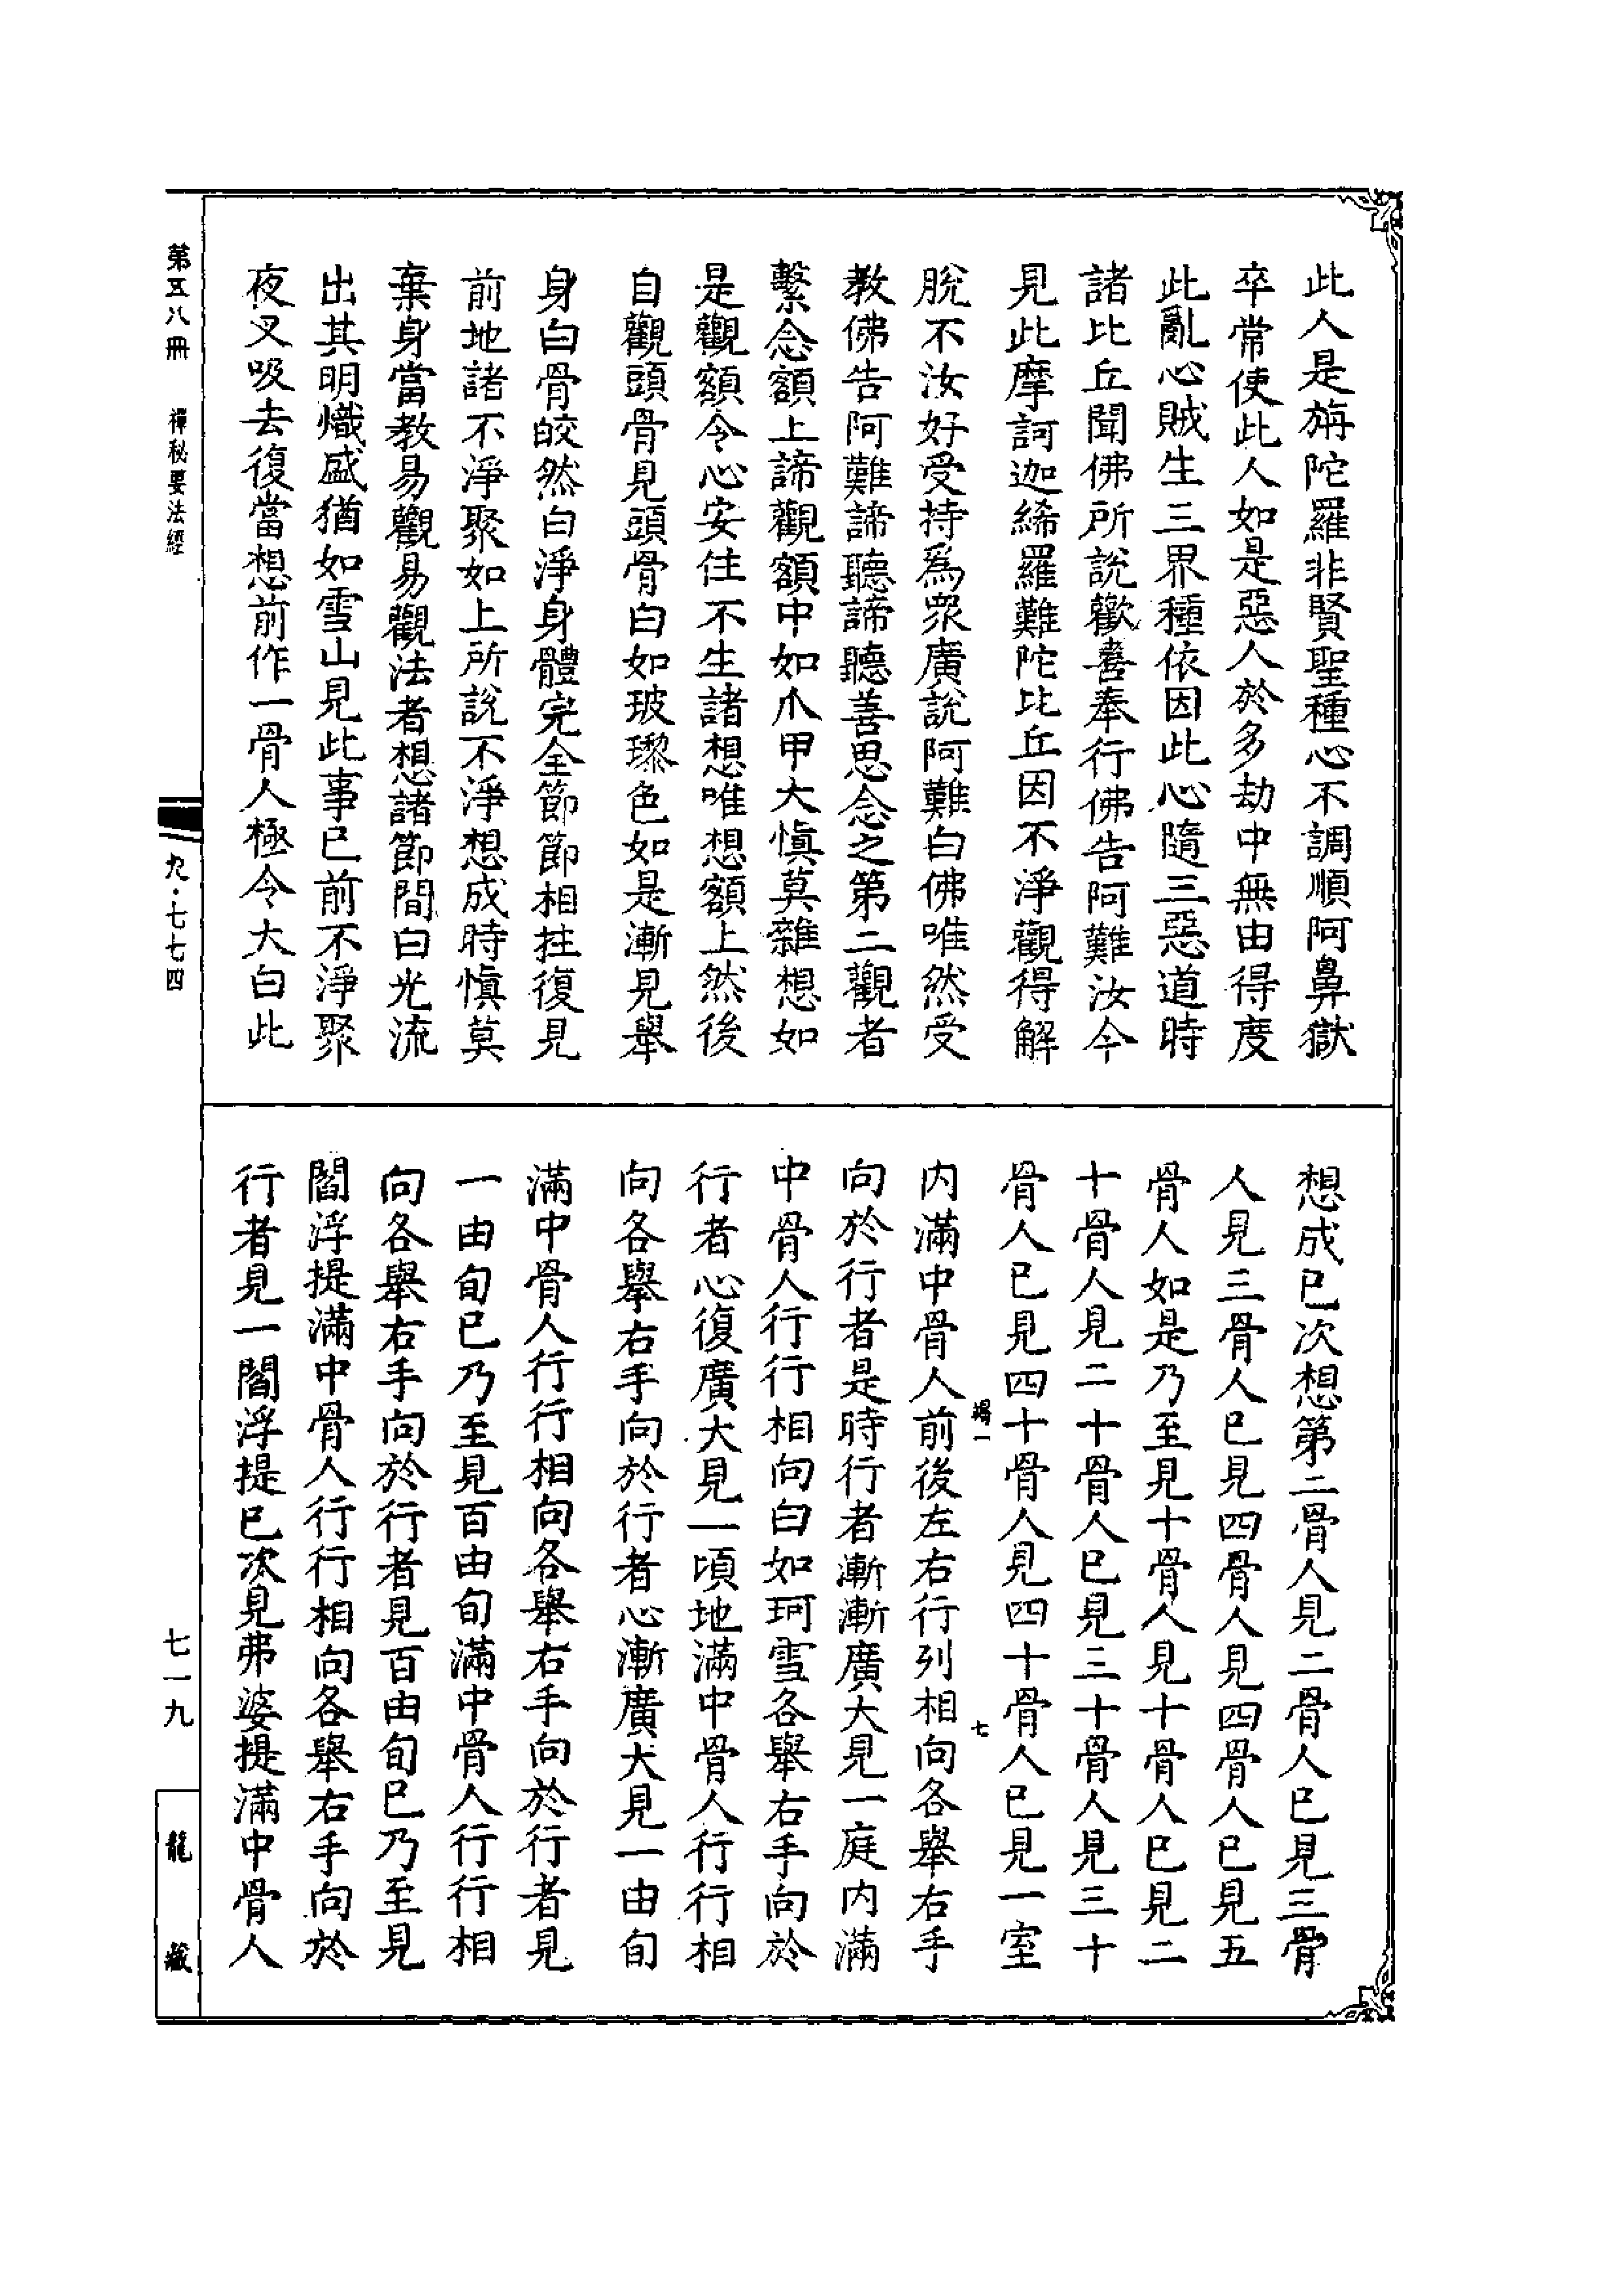 此人是旃陀羅非賢聖種心不調順阿鼻獄
卒常使此人如是惡人於多劫中無由得度
此亂心賊生三界種依因此心隨三惡道時
諸比丘聞佛所說歡喜奉行佛告阿難汝今
見此摩訶迦絺羅難陀比丘因不淨觀得解
脫不汝好受持爲衆廣說阿難白佛唯然受
教佛告阿難諦聽諦聽善思念之第二觀者
繫念額上諦觀額中如爪甲大慎莫雜想如
是觀額令心安住不生諸想唯想額上然後
自觀頭骨見頭骨白如玻瓈色如是漸見舉
身白骨皎然白淨身體完全節節相拄復見
前地諸不淨聚如上所說不淨想成時慎莫
棄身當教易觀易觀法者想諸節間白光流
出其明熾盛猶如雪山見此事已前不淨聚
夜叉吸去復當想前作一骨人極令大白此
想成已次想第二骨人見二骨人已見三骨
人見三骨人已見四骨人見四骨人已見五
骨人如是乃至見十骨人見十骨人已見二
十骨人見二十骨人已見三十骨人見三十
骨人已見四十骨人見四十骨人已見一室
內滿中骨人前後左右行列相向各舉右手
向於行者是時行者漸漸廣大見一庭內滿
中骨人行行相向白如珂雪各舉右手向於
行者心復廣大見一頃地滿中骨人行行相
向各舉右手向於行者心漸廣大見一由旬
滿中骨人行行相向各舉右手向於行者見
一由旬已乃至見百由旬滿中骨人行行相
向各舉右手向於行者見百由旬已乃至見
閻浮提滿中骨人行行相向各舉右手向於
行者見一閻浮提已次見弗婆提滿中骨人
七
第五八冊 禪秘要法經
九·七七四
七一九
龍藏